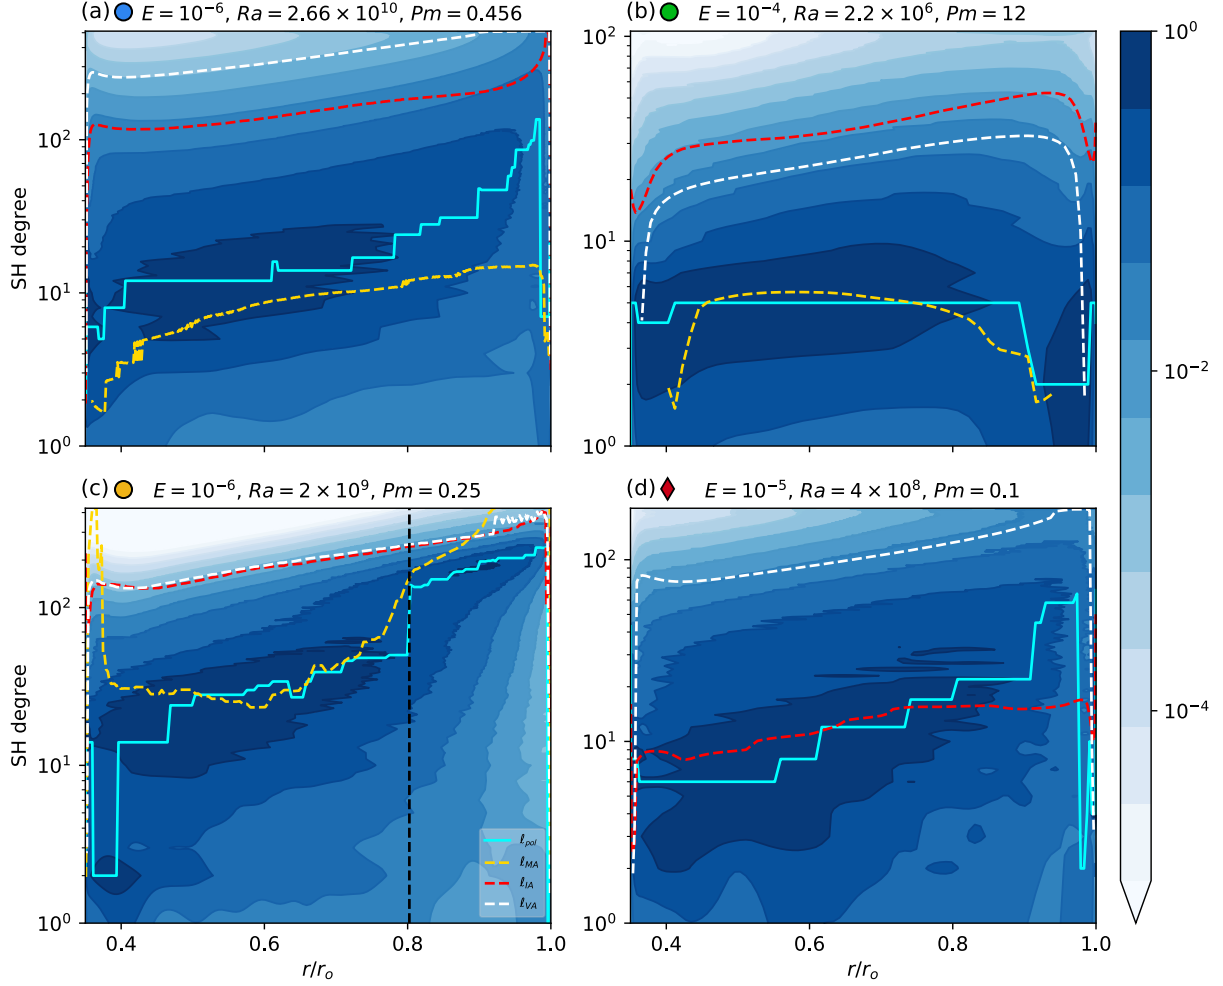 (a) E = 10⁻⁶, Ra = 2.66 × 10¹⁰, Pm = 0.456
(b) E = 10⁻⁴, Ra = 2.2 × 10⁶, Pm = 12
SH degree
10²
10¹
10⁰
10²
10¹
10⁰
10⁰
10⁻²
10⁻⁴
(c) E = 10⁻⁶, Ra = 2 × 10⁹, Pm = 0.25
(d) E = 10⁻⁵, Ra = 4 × 10⁸, Pm = 0.1
SH degree
10²
10¹
10⁰
10²
10¹
10⁰
ℓpol
ℓMA
ℓIA
ℓVA
0.4 0.6 0.8 1.0
0.4 0.6 0.8 1.0
r/rₒ
r/rₒ